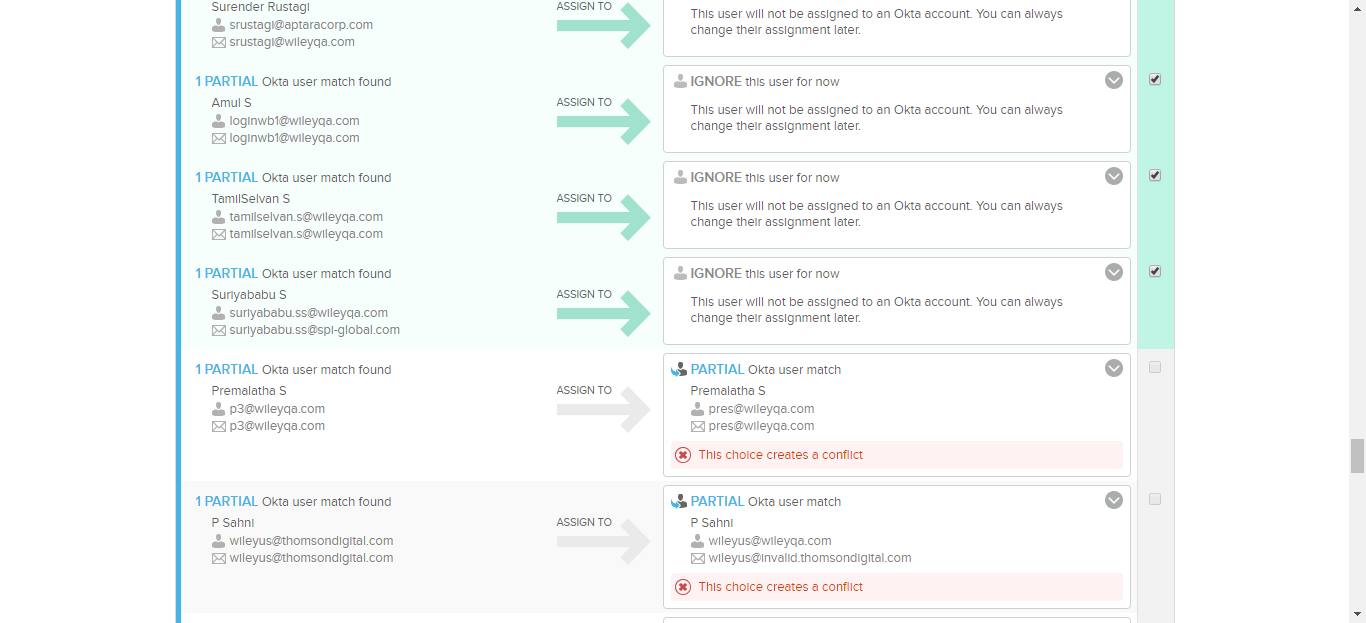 Surender Rustagi
srustagi@aptaracorp.com
srustagi@wileyqa.com
ASSIGN TO
This user will not be assigned to an Okta account. You can always
change their assignment later.
1 PARTIAL Okta user match found
Amul S
loginwb1@wileyqa.com
loginwb1@wileyqa.com
ASSIGN TO
IGNORE this user for now
This user will not be assigned to an Okta account. You can always
change their assignment later.
1 PARTIAL Okta user match found
TamilSelvan S
tamilselvan.s@wileyqa.com
tamilselvan.s@wileyqa.com
ASSIGN TO
IGNORE this user for now
This user will not be assigned to an Okta account. You can always
change their assignment later.
1 PARTIAL Okta user match found
Suriyababu S
suriyababu.ss@wileyqa.com
suriyababu.ss@spi-global.com
ASSIGN TO
IGNORE this user for now
This user will not be assigned to an Okta account. You can always
change their assignment later.
1 PARTIAL Okta user match found
Premalatha S
p3@wileyqa.com
p3@wileyqa.com
ASSIGN TO
PARTIAL Okta user match
Premalatha S
pres@wileyqa.com
pres@wileyqa.com
This choice creates a conflict
1 PARTIAL Okta user match found
P Sahni
wileyus@thomsondigital.com
wileyus@thomsondigital.com
ASSIGN TO
PARTIAL Okta user match
P Sahni
wileyus@wileyqa.com
wileyus@invalid.thomsondigital.com
This choice creates a conflict